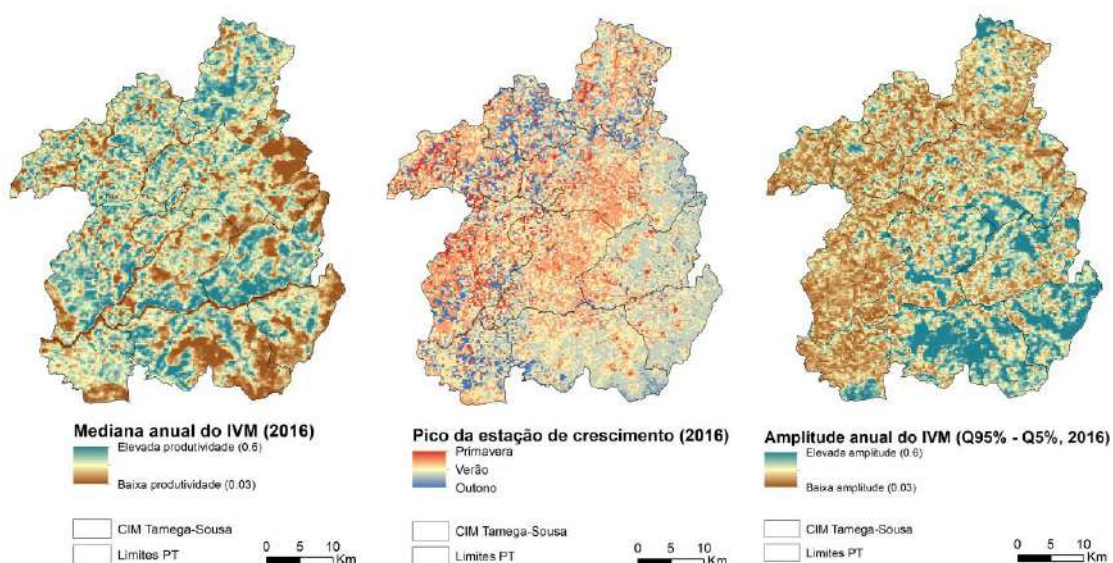 Mediana anual do IVM (2016)
Elevada produtividade (0.6)
Baixa produtividade (0.03)
CIM Tamega-Sousa
Limites PT
0 5 10
Km
Pico da estação de crescimento (2016)
Primavera
Verão
Outono
CIM Tamega-Sousa
Limites PT
0 5 10
Km
Amplitude anual do IVM (Q95% - Q5%, 2016)
Elevada amplitude (0.6)
Baixa amplitude (0.03)
CIM Tamega-Sousa
Limites PT
0 5 10
Km